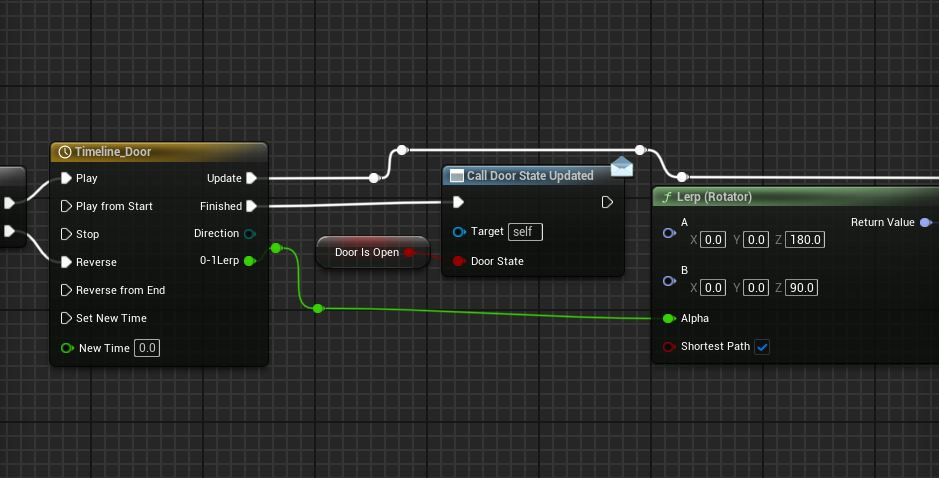 Timeline_Door
Play
Update
Play from Start
Finished
Stop
Direction
Reverse
0-1Lerp
Reverse from End
Set New Time
New Time 0.0
Door Is Open
Call Door State Updated
Target self
Door State
f Lerp (Rotator)
A
Return Value
X 0.0 Y 0.0 Z 180.0
B
X 0.0 Y 0.0 Z 90.0
Alpha
Shortest Path